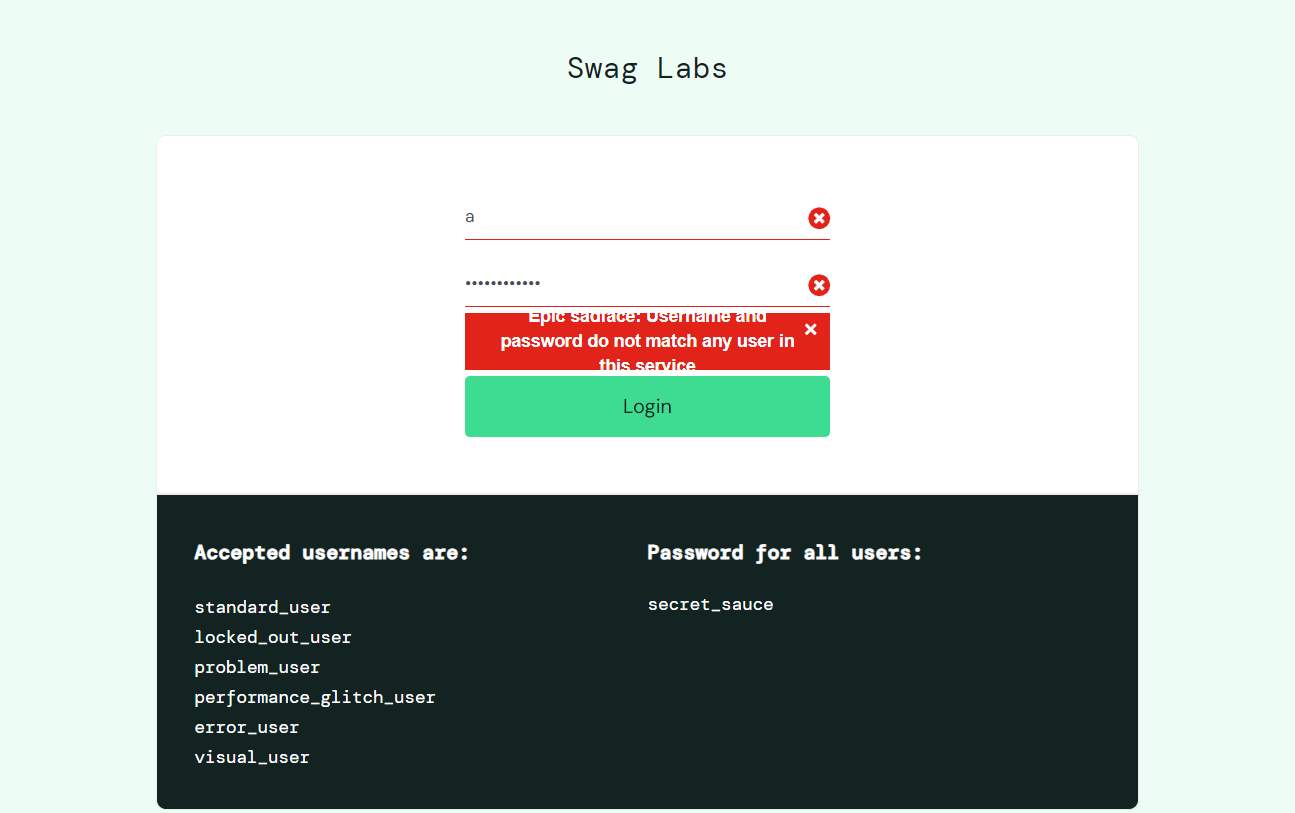 Swag Labs
a
••••••••••••
Epic sadface: Username and
password do not match any user in
this service
Login
Accepted usernames are:
standard_user
locked_out_user
problem_user
performance_glitch_user
error_user
visual_user
Password for all users:
secret_sauce